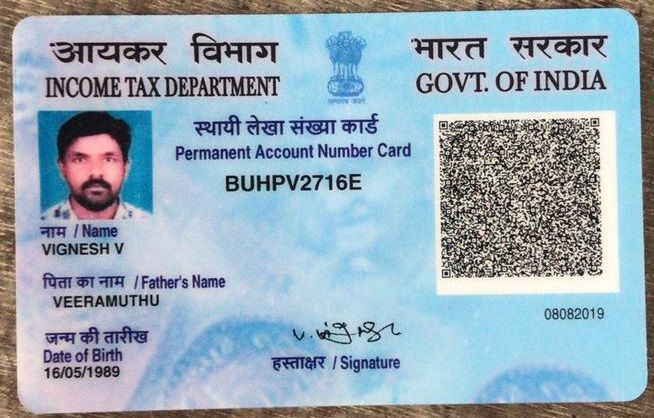 आयकर विभाग
INCOME TAX DEPARTMENT
भारत सरकार
GOVT. OF INDIA
सत्यमेव जयते
स्थायी लेखा संख्या कार्ड
Permanent Account Number Card
BUHPV2716E
नाम / Name
VIGNESH V
पिता का नाम / Father's Name
VEERAMUTHU
जन्म की तारीख
Date of Birth
16/05/1989
हस्ताक्षर / Signature
08082019